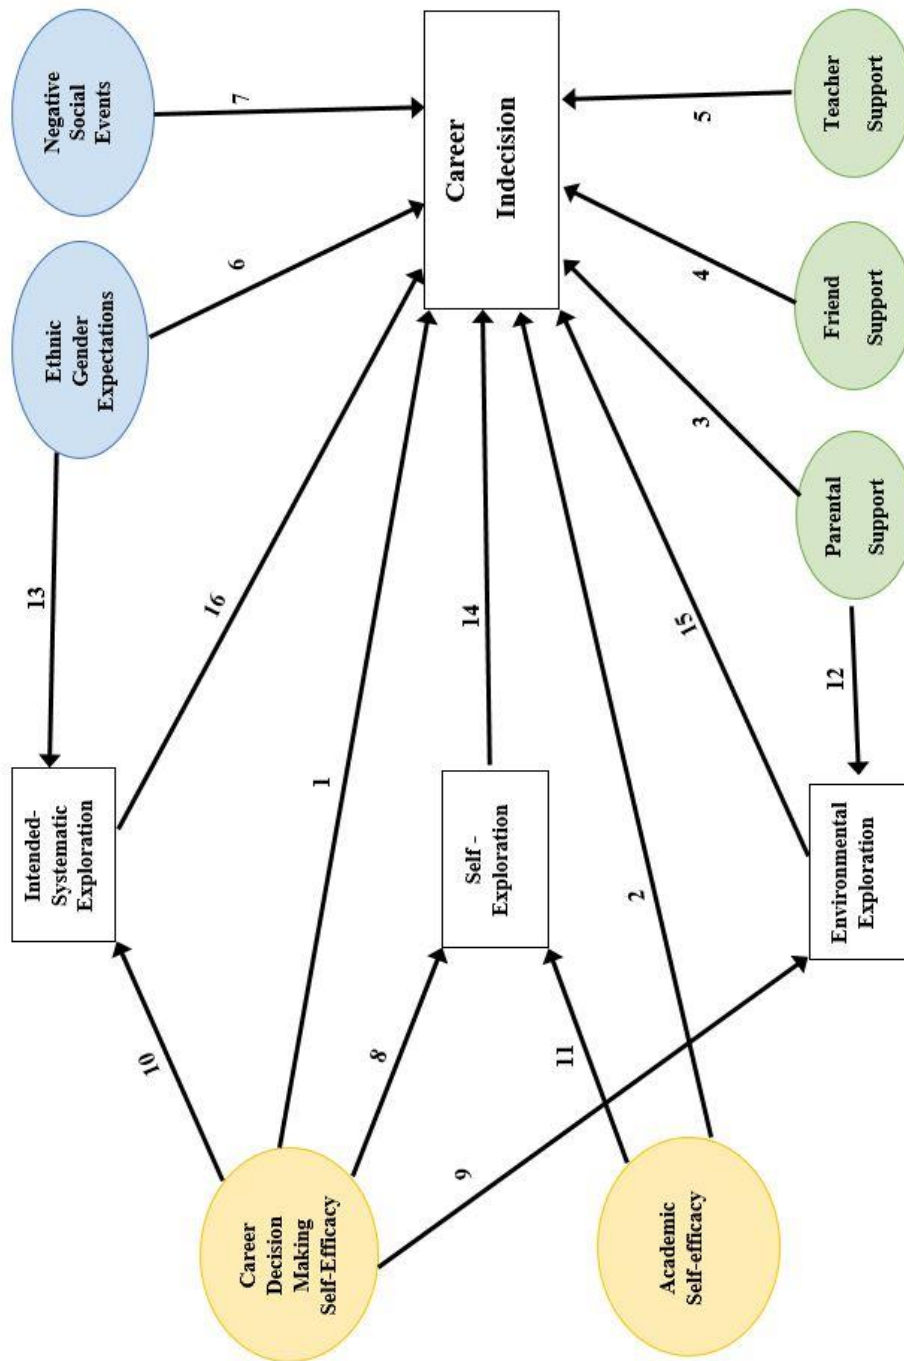 Negative
Social
Events
Ethnic
Gender
Expectations
7
6
13
Intended-
Systematic
Exploration
16
10
Career
Indecision
1
14
Self -
Exploration
8
Career
Decision
Making
Self-Efficacy
5
4
3
15
2
11
9
Academic
Self-efficacy
Teacher
Support
Friend
Support
Parental
Support
12
Environmental
Exploration